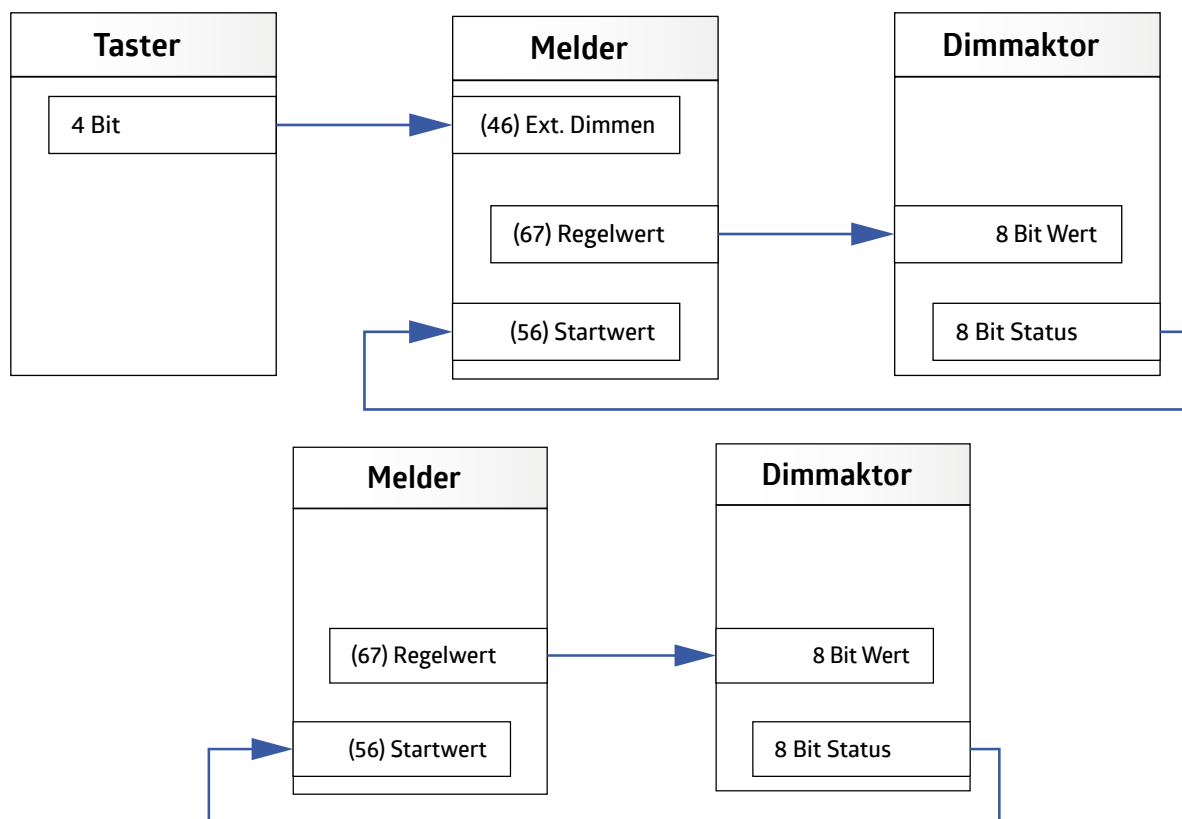 Taster
Melder
Dimmaktor
4 Bit
(46) Ext. Dimmen
(67) Regelwert
8 Bit Wert
(56) Startwert
8 Bit Status
Melder
Dimmaktor
(67) Regelwert
8 Bit Wert
(56) Startwert
8 Bit Status